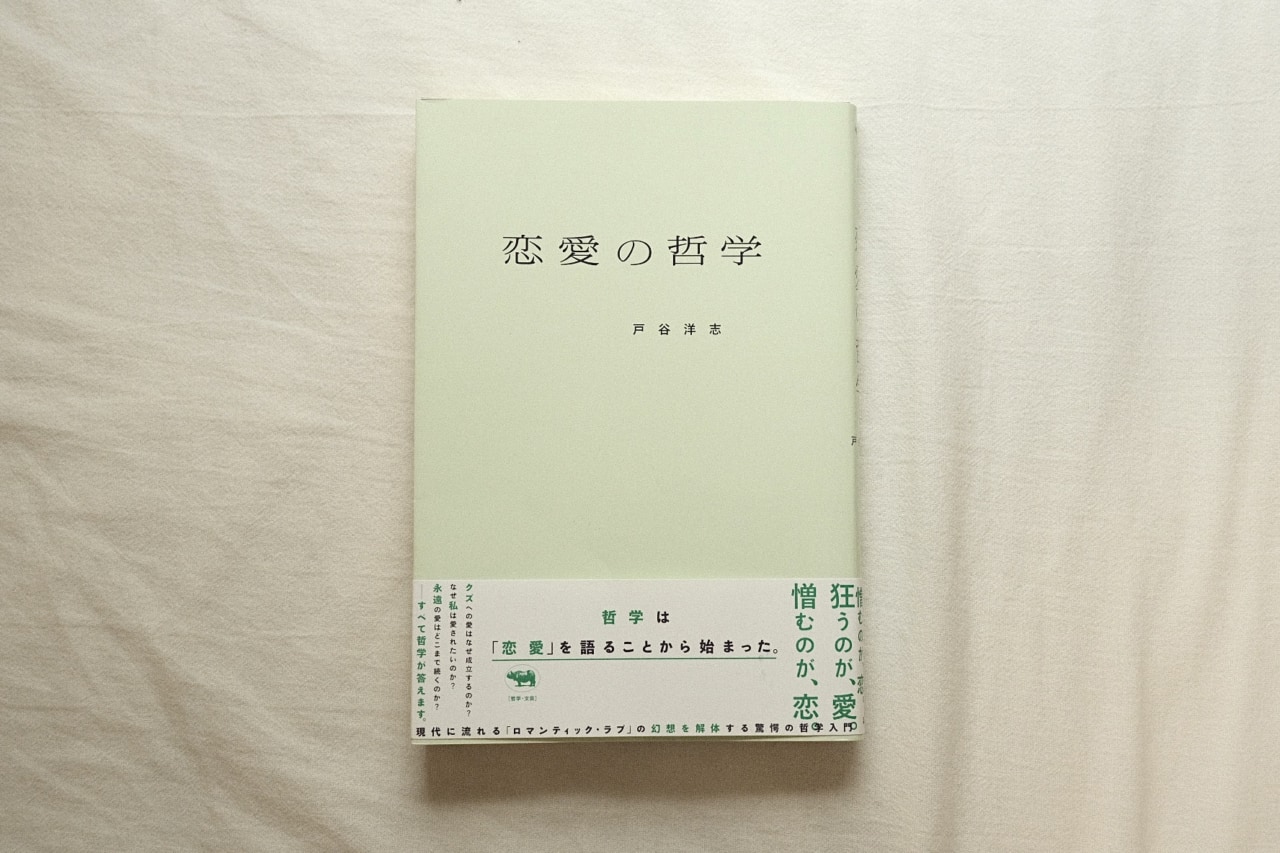 恋愛の哲学
戸谷洋志
狂うのが、愛。
憎むのが、恋。
哲学は
「恋愛」を語ることから始まった。
[哲学・文芸]
クズへの愛はなぜ成立するのか?
なぜ私は愛されたいのか?
永遠の愛はどこまで続くのか?
──すべて哲学が答えます。
現代に流れる「ロマンティック・ラブ」の幻想を解体する驚愕の哲学入門